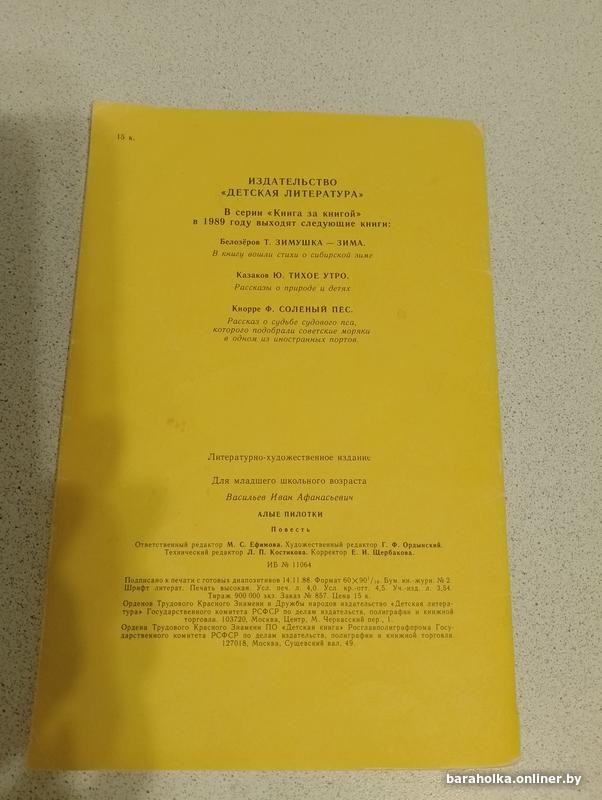 15 к.
ИЗДАТЕЛЬСТВО
«ДЕТСКАЯ ЛИТЕРАТУРА»
В серии «Книга за книгой»
в 1989 году выходят следующие книги:
Белозёров Т. ЗИМУШКА — ЗИМА.
В книгу вошли стихи о сибирской зиме
Казаков Ю. ТИХОЕ УТРО.
Рассказы о природе и детях
Кнорре Ф. СОЛЕНЫЙ ПЕС.
Рассказ о судьбе судового пса,
которого подобрали советские моряки
в одном из иностранных портов.
Литературно-художественное издание
Для младшего школьного возраста
Васильев Иван Афанасьевич
АЛЫЕ ПИЛОТКИ
Повесть
Ответственный редактор М. С. Ефимова. Художественный редактор Г. Ф. Ордынский.
Технический редактор Л. П. Костикова. Корректор Е. И. Щербакова.
ИБ № 11064
Подписано к печати с готовых диапозитивов 14.11.88. Формат 60×90¹/₁₆. Бум. кн.-журн. № 2.
Шрифт литерат. Печать высокая. Усл. печ. л. 4,0. Усл. кр.-отт. 4,5. Уч.-изд. л. 3,54.
Тираж 900 000 экз. Заказ № 857. Цена 15 к.
Орденов Трудового Красного Знамени и Дружбы народов издательство «Детская литера-
тура» Государственного комитета РСФСР по делам издательств, полиграфии и книжной
торговли. 103720, Москва, Центр, М. Черкасский пер., 1.
Ордена Трудового Красного Знамени ПО «Детская книга» Росглавполиграфпрома Госу-
дарственного комитета РСФСР по делам издательств, полиграфии и книжной торговли.
127018, Москва, Сущевский вал, 49.
baraholka.onliner.by